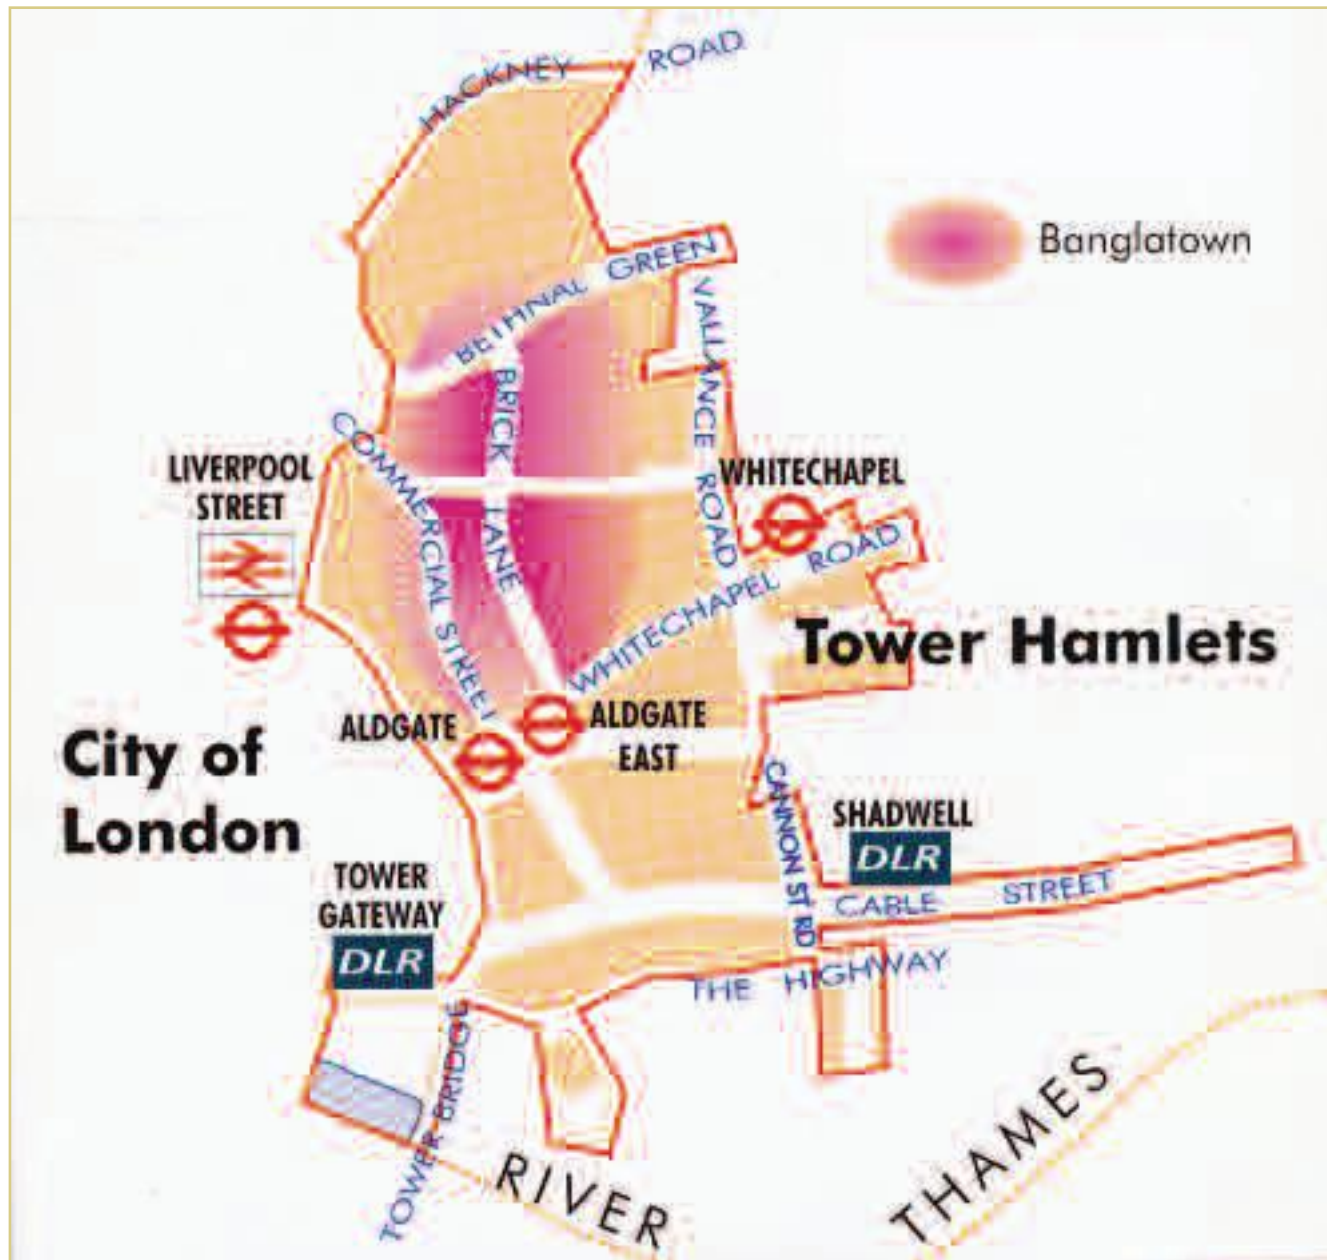 HACKNEY ROAD
Banglatown
BETHNAL GREEN
VALLANCE ROAD
BRICK LANE
COMMERCIAL STREET
LIVERPOOL
STREET
WHITECHAPEL
WHITECHAPEL ROAD
Tower Hamlets
ALDGATE
ALDGATE
EAST
City of
London
CANNON ST RD
SHADWELL
DLR
TOWER
GATEWAY
DLR
CABLE STREET
THE HIGHWAY
TOWER BRIDGE
RIVER THAMES